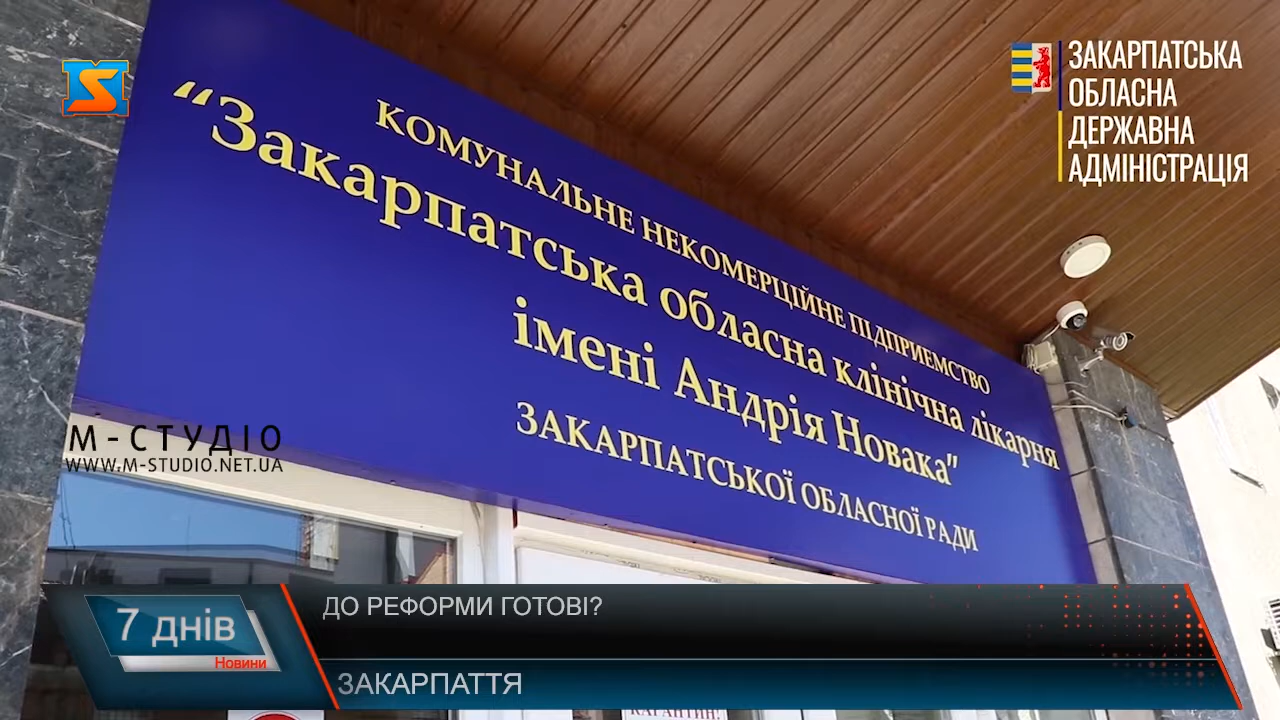 ЗАКАРПАТСЬКА
ОБЛАСНА
ДЕРЖАВНА
АДМІНІСТРАЦІЯ
КОМУНАЛЬНЕ НЕКОМЕРЦІЙНЕ ПІДПРИЄМСТВО
“Закарпатська обласна клінічна лікарня
імені Андрія Новака”
ЗАКАРПАТСЬКОЇ ОБЛАСНОЇ РАДИ
М-СТУДІО
WWW.M-STUDIO.NET.UA
7 днів
Новини
ДО РЕФОРМИ ГОТОВІ?
ЗАКАРПАТТЯ
КАРАНТИН!